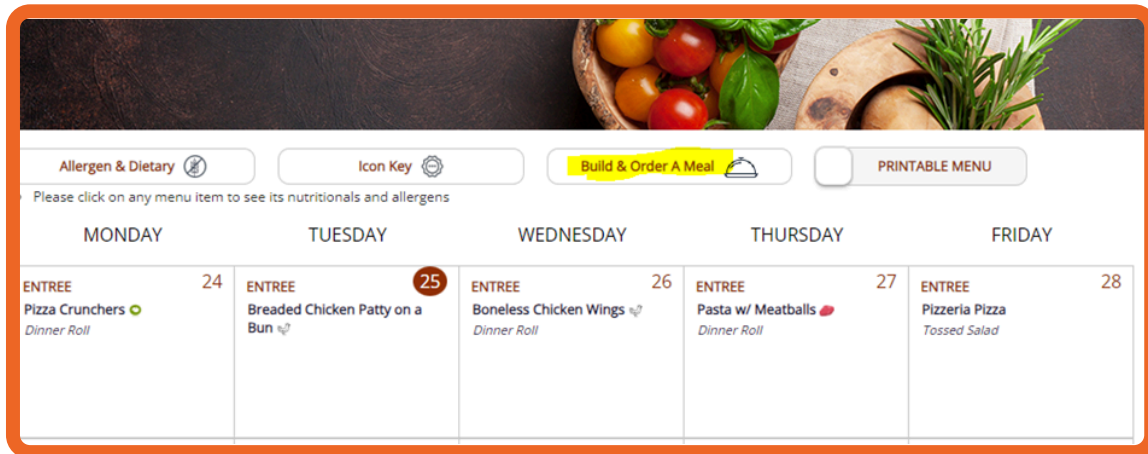 Allergen & Dietary
Icon Key
Build & Order A Meal
PRINTABLE MENU
Please click on any menu item to see its nutritionals and allergens
MONDAY
TUESDAY
WEDNESDAY
THURSDAY
FRIDAY
ENTREE 24
Pizza Crunchers
Dinner Roll
ENTREE 25
Breaded Chicken Patty on a
Bun
ENTREE 26
Boneless Chicken Wings
Dinner Roll
ENTREE 27
Pasta w/ Meatballs
Dinner Roll
ENTREE 28
Pizzeria Pizza
Tossed Salad